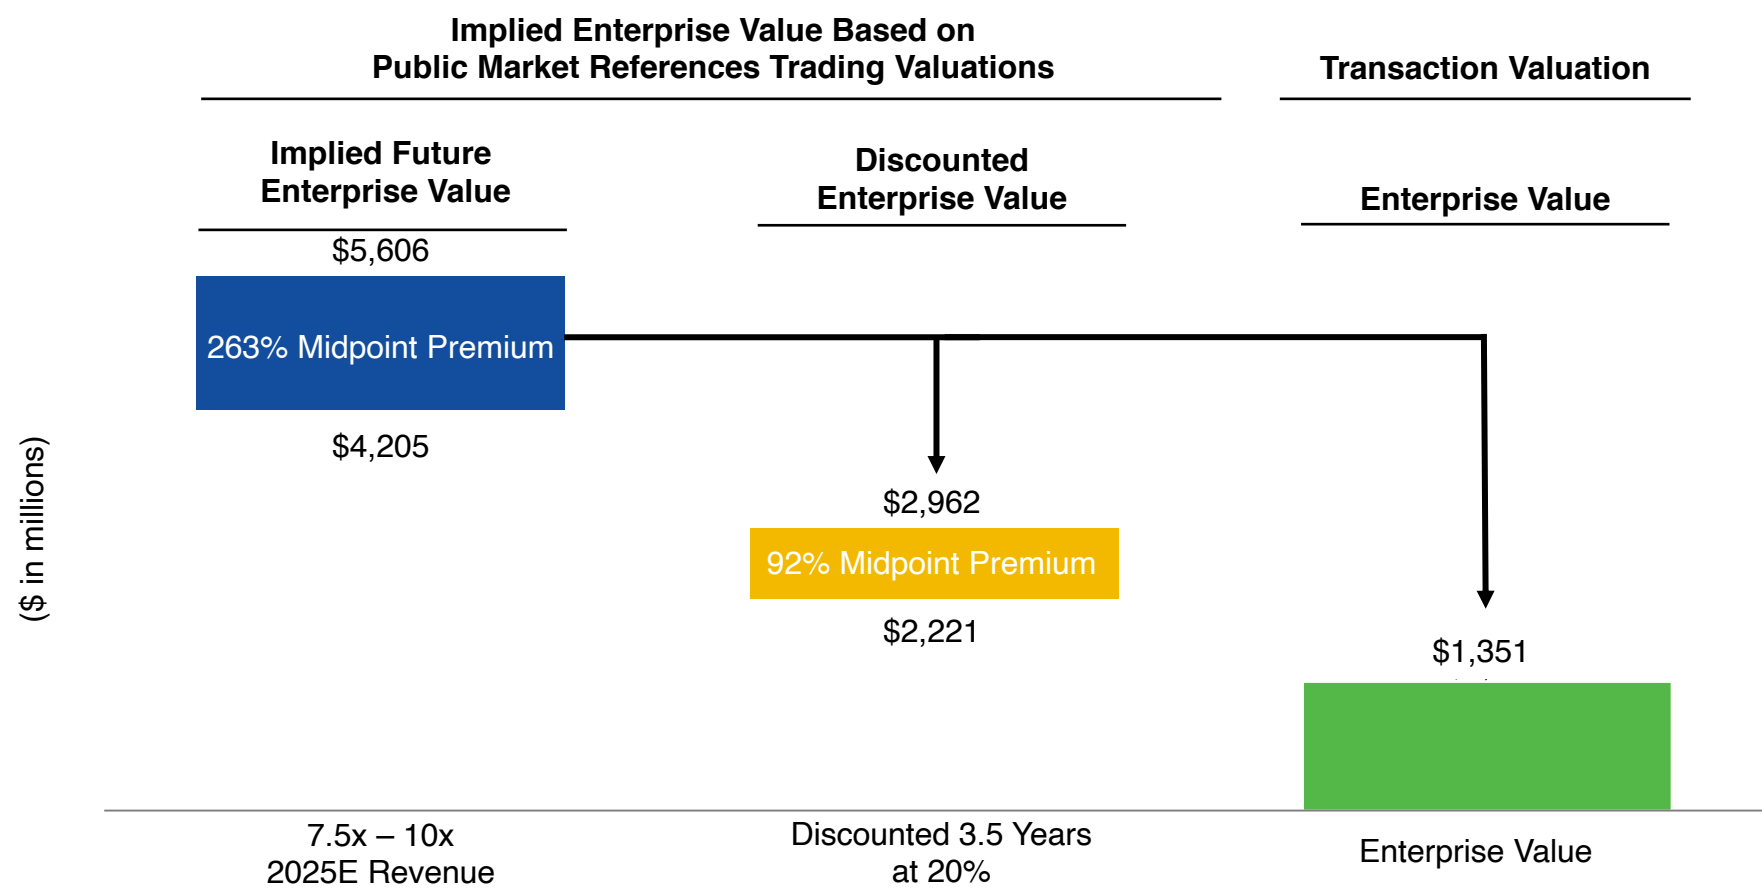 Implied Enterprise Value Based on
Public Market References Trading Valuations
Transaction Valuation
Implied Future
Enterprise Value
Discounted
Enterprise Value
Enterprise Value
$5,606
263% Midpoint Premium
$4,205
$2,962
92% Midpoint Premium
$2,221
$1,351
($ in millions)
7.5x – 10x
2025E Revenue
Discounted 3.5 Years
at 20%
Enterprise Value